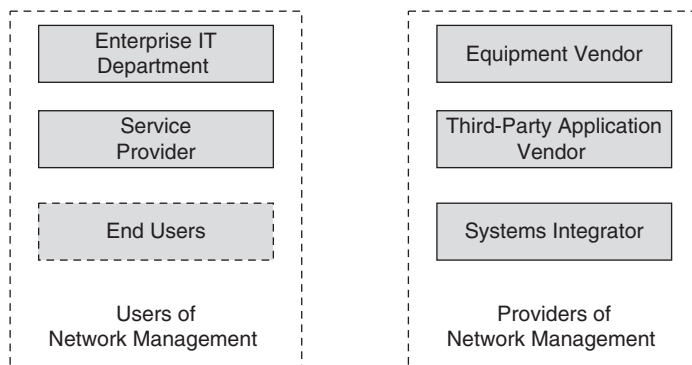 Enterprise IT
Department
Service
Provider
End Users
Users of
Network Management
Equipment Vendor
Third-Party Application
Vendor
Systems Integrator
Providers of
Network Management